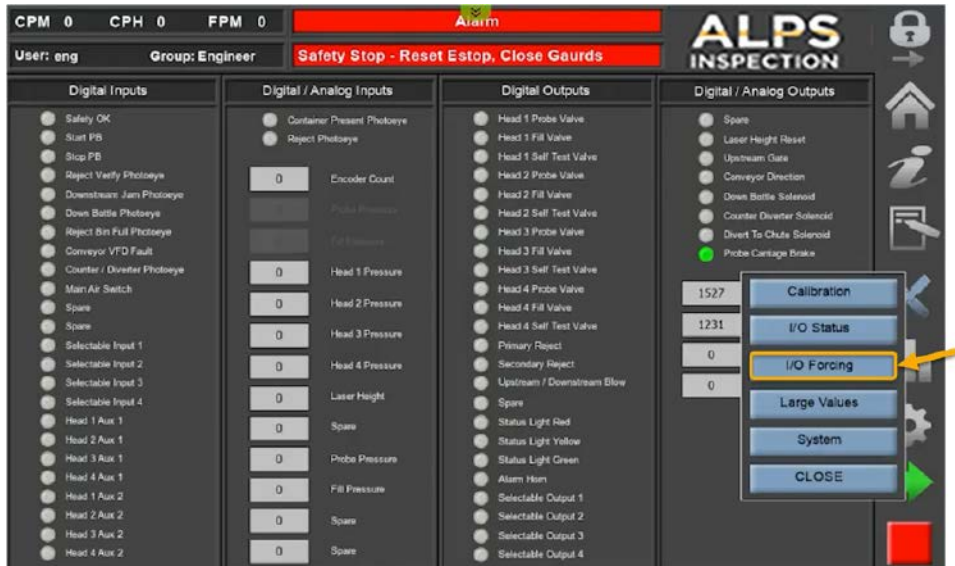 CPM 0 CPH 0 FPM 0
Alarm
ALPS
INSPECTION
User: eng Group: Engineer
Safety Stop - Reset Estop, Close Gaurds
Digital Inputs
Safety OK
Start PB
Stop PB
Reject Verify Photoeye
Downstream Jam Photoeye
Down Bottle Photoeye
Reject Bin Full Photoeye
Conveyor VFD Fault
Counter / Diverter Photoeye
Main Air Switch
Spare
Spare
Selectable Input 1
Selectable Input 2
Selectable Input 3
Selectable Input 4
Head 1 Aux 1
Head 2 Aux 1
Head 3 Aux 1
Head 4 Aux 1
Head 1 Aux 2
Head 2 Aux 2
Head 3 Aux 2
Head 4 Aux 2
Digital / Analog Inputs
Container Present Photoeye
Reject Photoeye
0 Encoder Count
Probe Pressure
Fill Pressure
0 Head 1 Pressure
0 Head 2 Pressure
0 Head 3 Pressure
0 Head 4 Pressure
0 Laser Height
0 Spare
0 Probe Pressure
0 Fill Pressure
0 Spare
0 Spare
Digital Outputs
Head 1 Probe Valve
Head 1 Fill Valve
Head 1 Self Test Valve
Head 2 Probe Valve
Head 2 Fill Valve
Head 2 Self Test Valve
Head 3 Probe Valve
Head 3 Fill Valve
Head 3 Self Test Valve
Head 4 Probe Valve
Head 4 Fill Valve
Head 4 Self Test Valve
Primary Reject
Secondary Reject
Upstream / Downstream Blow
Spare
Status Light Red
Status Light Yellow
Status Light Green
Alarm Horn
Selectable Output 1
Selectable Output 2
Selectable Output 3
Selectable Output 4
Digital / Analog Outputs
Spare
Laser Height Reset
Upstream Gate
Conveyor Direction
Down Bottle Solenoid
Counter Diverter Solenoid
Divert To Chute Solenoid
Probe Carriage Brake
1527
1231
0
0
Calibration
I/O Status
I/O Forcing
Large Values
System
CLOSE